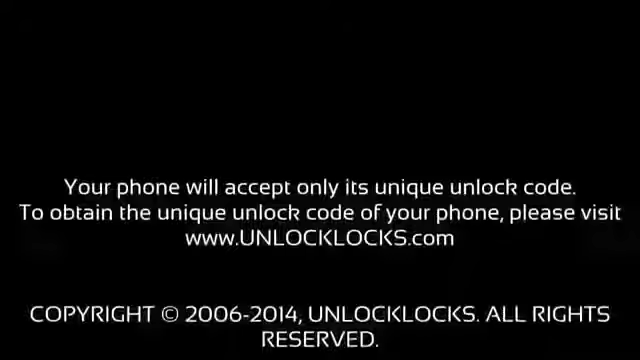 Your phone will accept only its unique unlock code.
To obtain the unique unlock code of your phone, please visit
www.UNLOCKLOCKS.com
COPYRIGHT © 2006-2014, UNLOCKLOCKS. ALL RIGHTS
RESERVED.